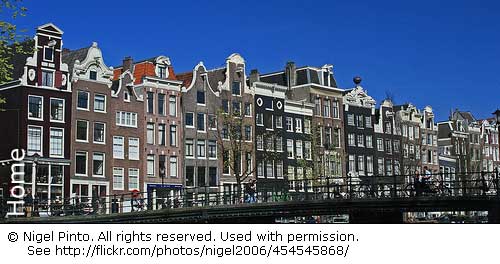 Home
© Nigel Pinto. All rights reserved. Used with permission.
See http://flickr.com/photos/nigel2006/454545868/